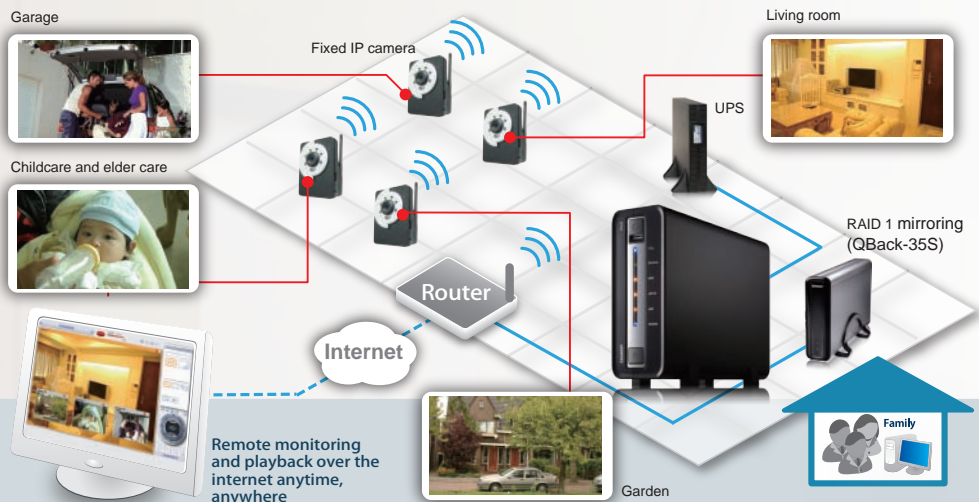 Garage
Living room
Fixed IP camera
UPS
Childcare and elder care
RAID 1 mirroring
(QBack-35S)
Router
Internet
Family
Remote monitoring
and playback over the
internet anytime,
anywhere
Garden